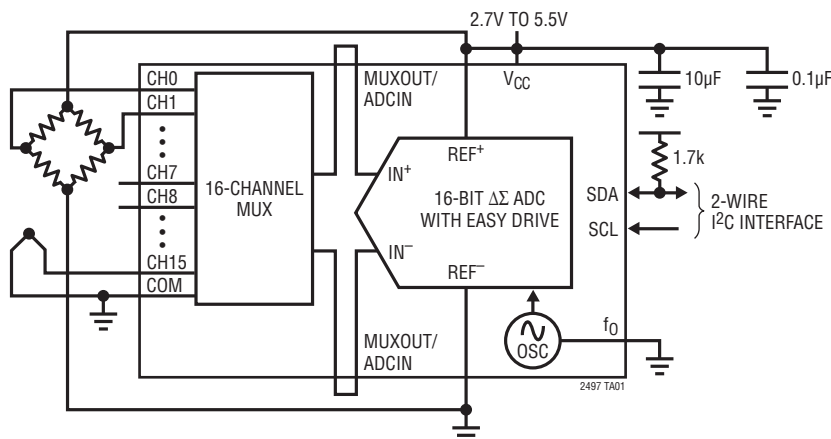 2.7V TO 5.5V
CH0
CH1
•
•
•
CH7
CH8
•
•
•
CH15
COM
16-CHANNEL
MUX
MUXOUT/
ADCIN
VCC
10µF
0.1µF
REF+
IN+
16-BIT ΔΣ ADC
WITH EASY DRIVE
IN–
REF–
1.7k
SDA
SCL
2-WIRE
I2C INTERFACE
MUXOUT/
ADCIN
OSC
fO
2497 TA01